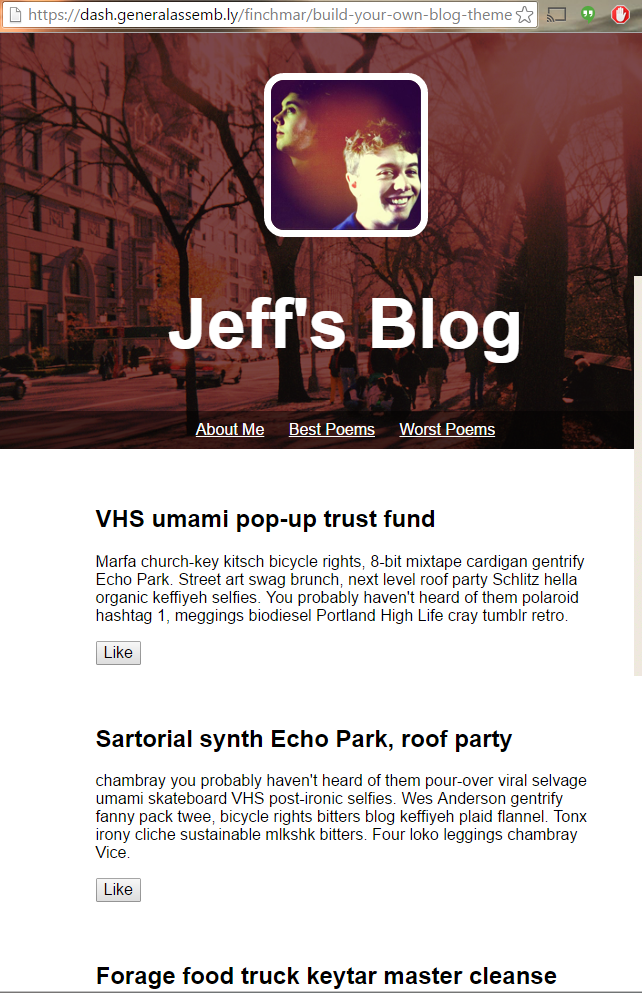 https://dash.generalassemb.ly/finchmar/build-your-own-blog-theme
Jeff's Blog
About Me Best Poems Worst Poems
VHS umami pop-up trust fund
Marfa church-key kitsch bicycle rights, 8-bit mixtape cardigan gentrify
Echo Park. Street art swag brunch, next level roof party Schlitz hella
organic keffiyeh selfies. You probably haven't heard of them polaroid
hashtag 1, meggings biodiesel Portland High Life cray tumblr retro.
Like
Sartorial synth Echo Park, roof party
chambray you probably haven't heard of them pour-over viral selvage
umami skateboard VHS post-ironic selfies. Wes Anderson gentrify
fanny pack twee, bicycle rights bitters blog keffiyeh plaid flannel. Tonx
irony cliche sustainable mlkshk bitters. Four loko leggings chambray
Vice.
Like
Forage food truck keytar master cleanse